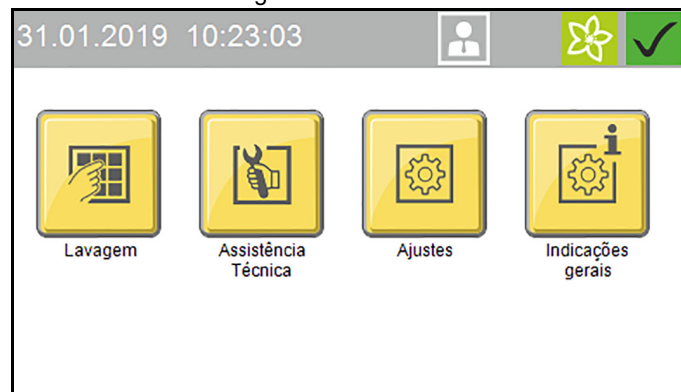 31.01.2019 10:23:03
Lavagem
Assistência
Técnica
Ajustes
Indicações
gerais